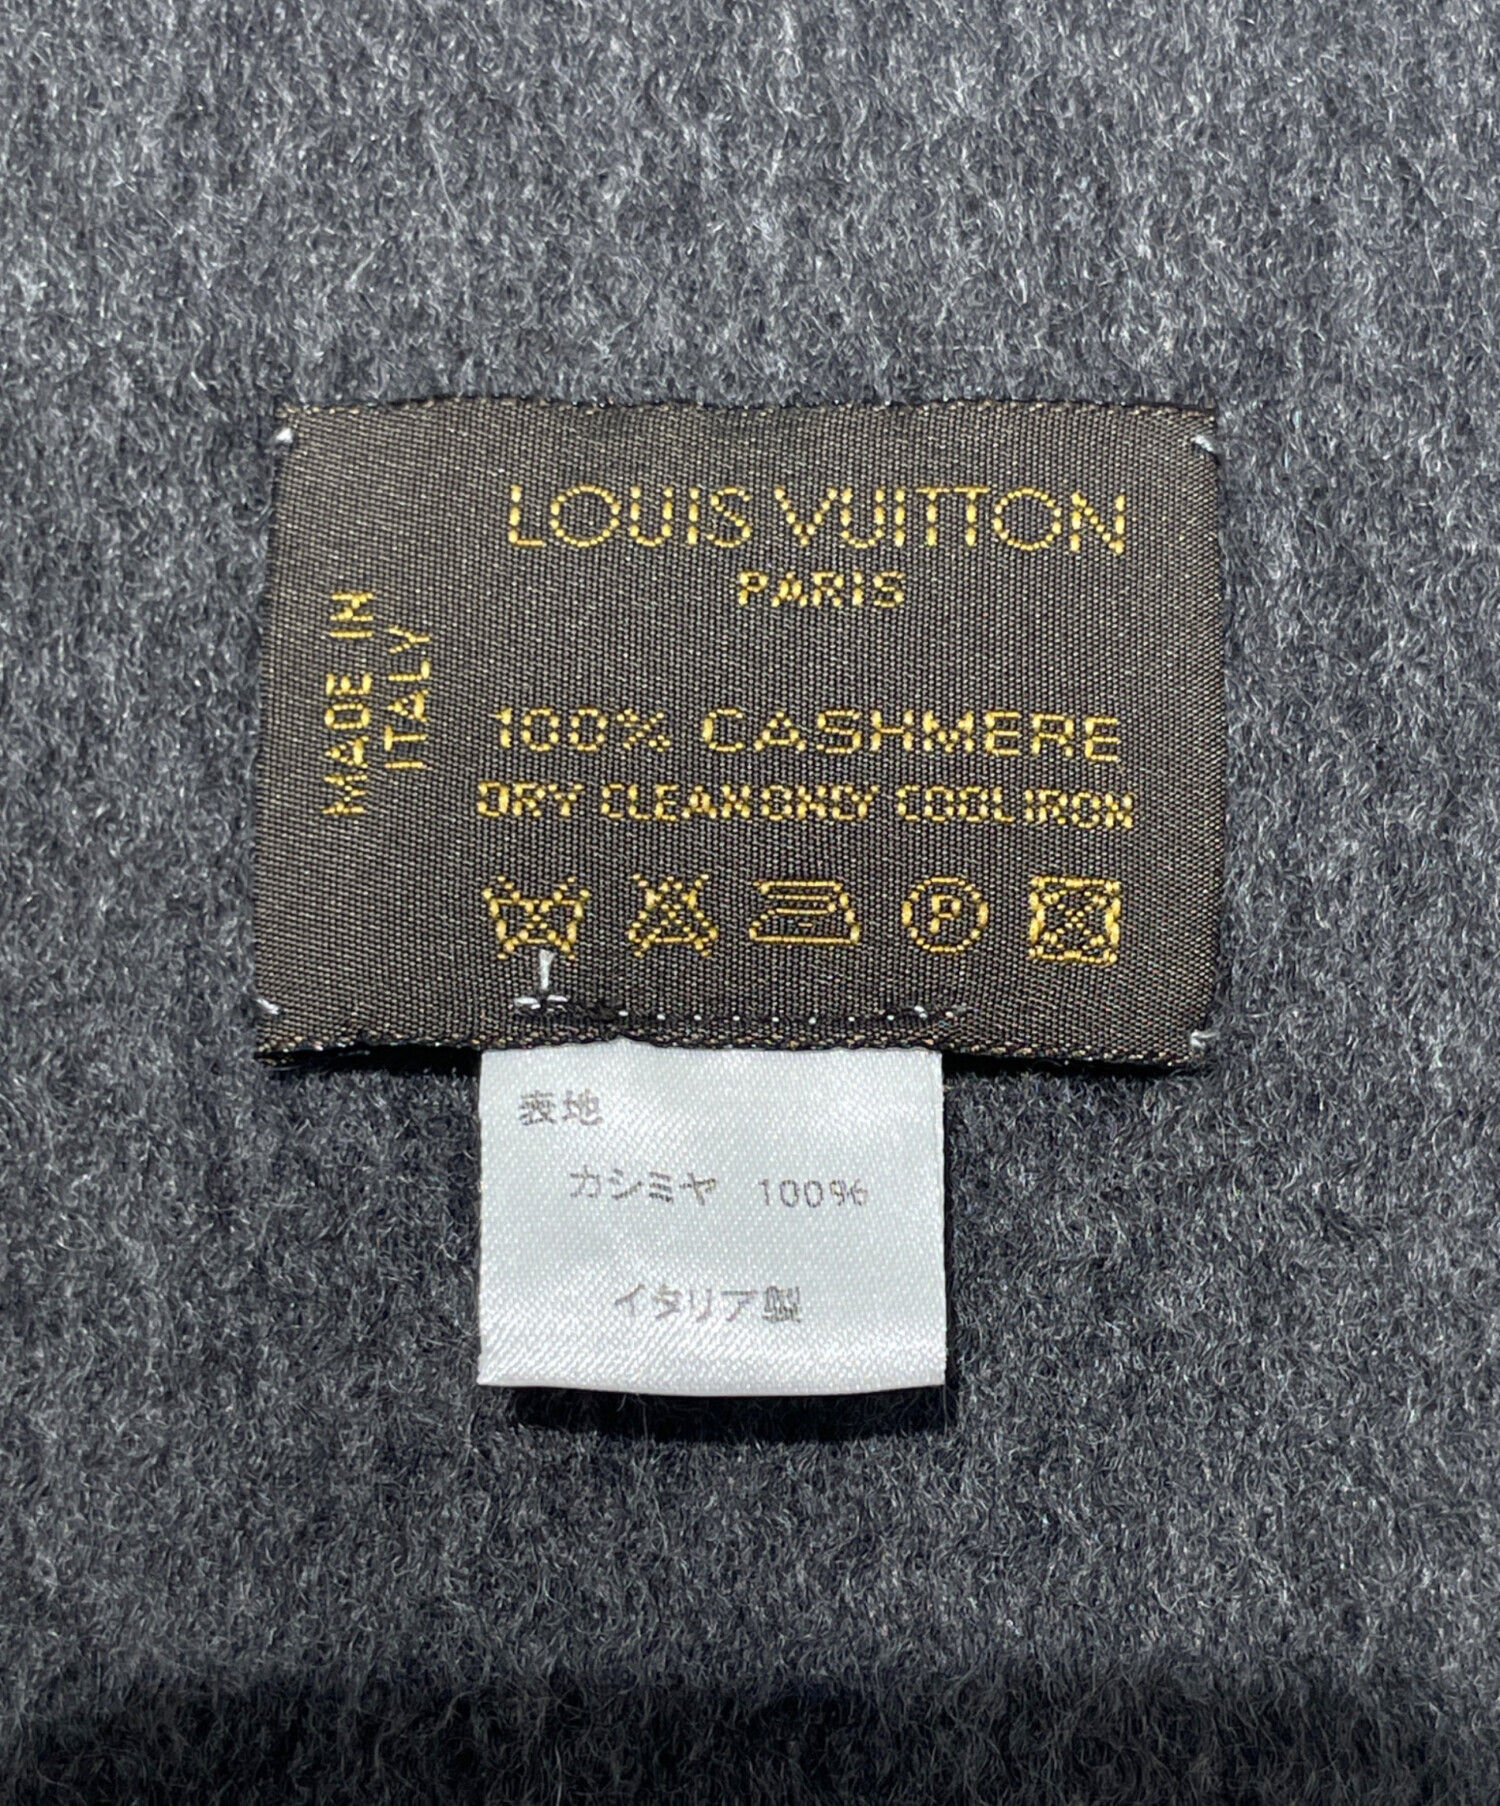 LOUIS VUITTON
PARIS
MADE IN
ITALY
100% CASHMERE
DRY CLEAN ONLY COOL IRON
P
表地
カシミヤ 10096
イタリア製